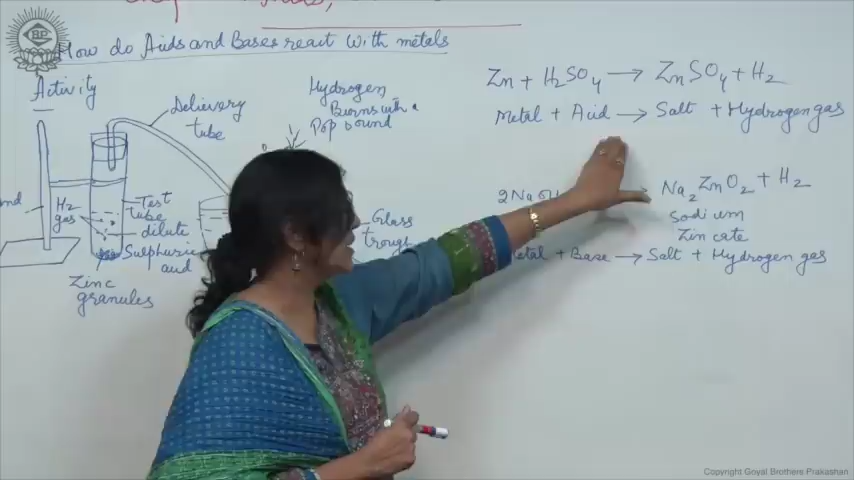 How do Acids and Bases react with metals
Activity
Delievery
tube
Hydrogen
Burns with a
Pop sound
H2
gas
Test
tube
dilute
Sulphuric
acid
Zinc
granules
Glass
trough
Zn + H2SO4 → ZnSO4 + H2
Metal + Acid → Salt + Hydrogen gas
2NaOH
Na2ZnO2 + H2
Sodium
Zincate
Metal + Base → Salt + Hydrogen gas
Copyright Goyal Brothers Prakashan